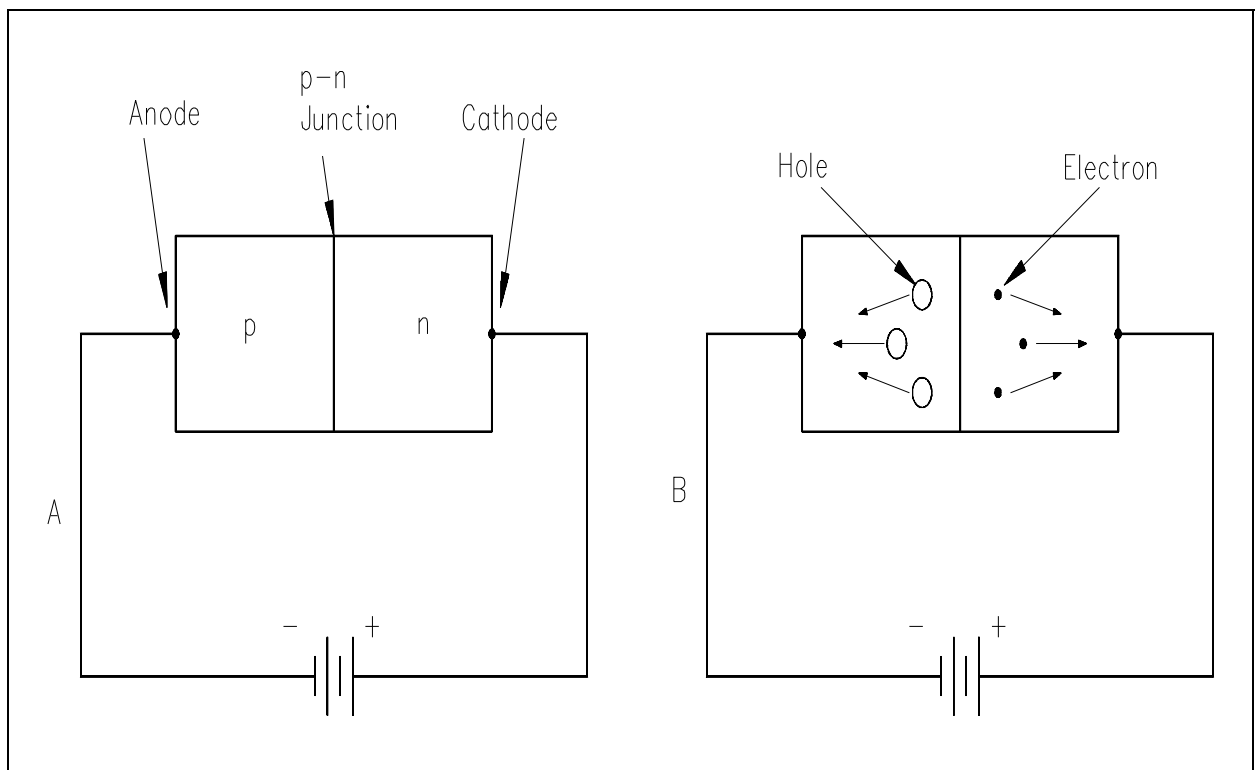 p-n
Junction
Anode
Cathode
p
n
A
- +
Hole
Electron
B
- +